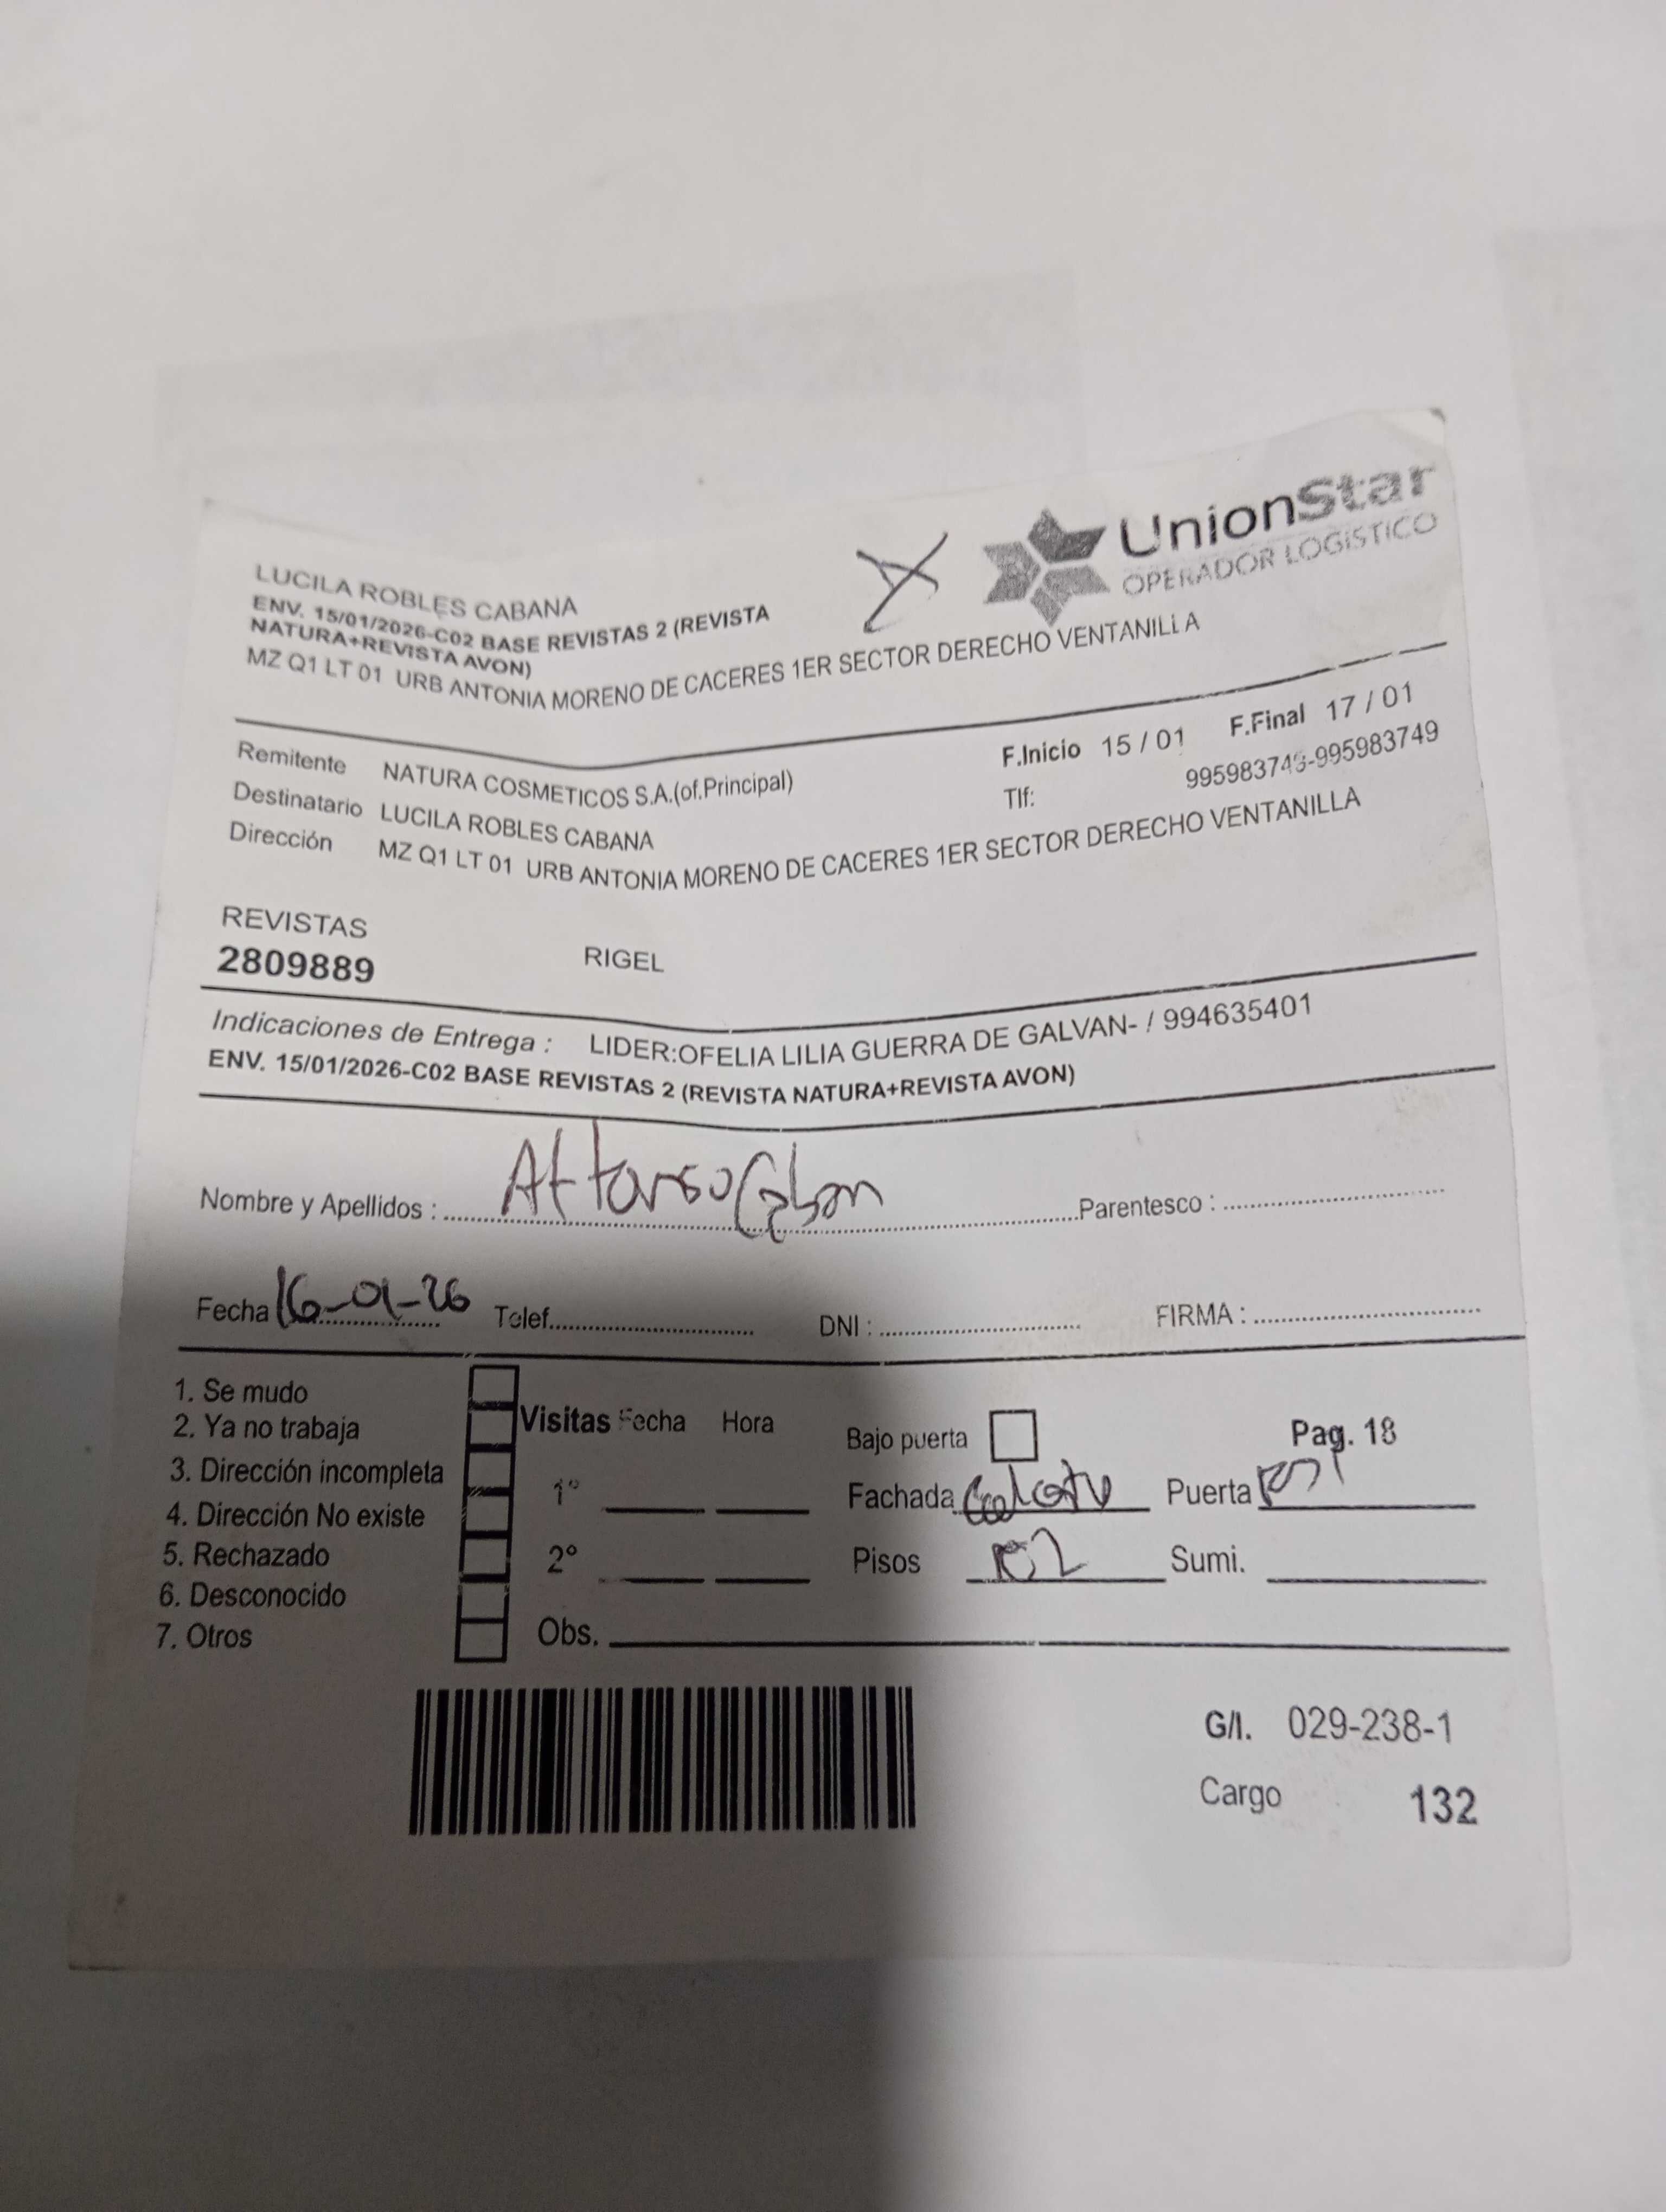 UnionStar
OPERADOR LOGISTICO
LUCILA ROBLES CABANA
ENV. 15/01/2026-C02 BASE REVISTAS 2 (REVISTA
NATURA+REVISTA AVON)
MZ Q1 LT 01 URB ANTONIA MORENO DE CACERES 1ER SECTOR DERECHO VENTANILLA
F.Inicio 15 / 01 F.Final 17 / 01
Remitente NATURA COSMETICOS S.A.(of.Principal)
Tlf: 995983749-995983749
Destinatario LUCILA ROBLES CABANA
Dirección MZ Q1 LT 01 URB ANTONIA MORENO DE CACERES 1ER SECTOR DERECHO VENTANILLA
REVISTAS
2809889 RIGEL
Indicaciones de Entrega : LIDER:OFELIA LILIA GUERRA DE GALVAN- / 994635401
ENV. 15/01/2026-C02 BASE REVISTAS 2 (REVISTA NATURA+REVISTA AVON)
Nombre y Apellidos : Parentesco :
Fecha 16-01-26 Telef. DNI : FIRMA :
1. Se mudo
2. Ya no trabaja
3. Dirección incompleta
4. Dirección No existe
5. Rechazado
6. Desconocido
7. Otros
Visitas Fecha Hora
1°
2°
Obs.
Bajo puerta Pag. 18
Fachada Puerta
Pisos Sumi.
G/I. 029-238-1
Cargo 132